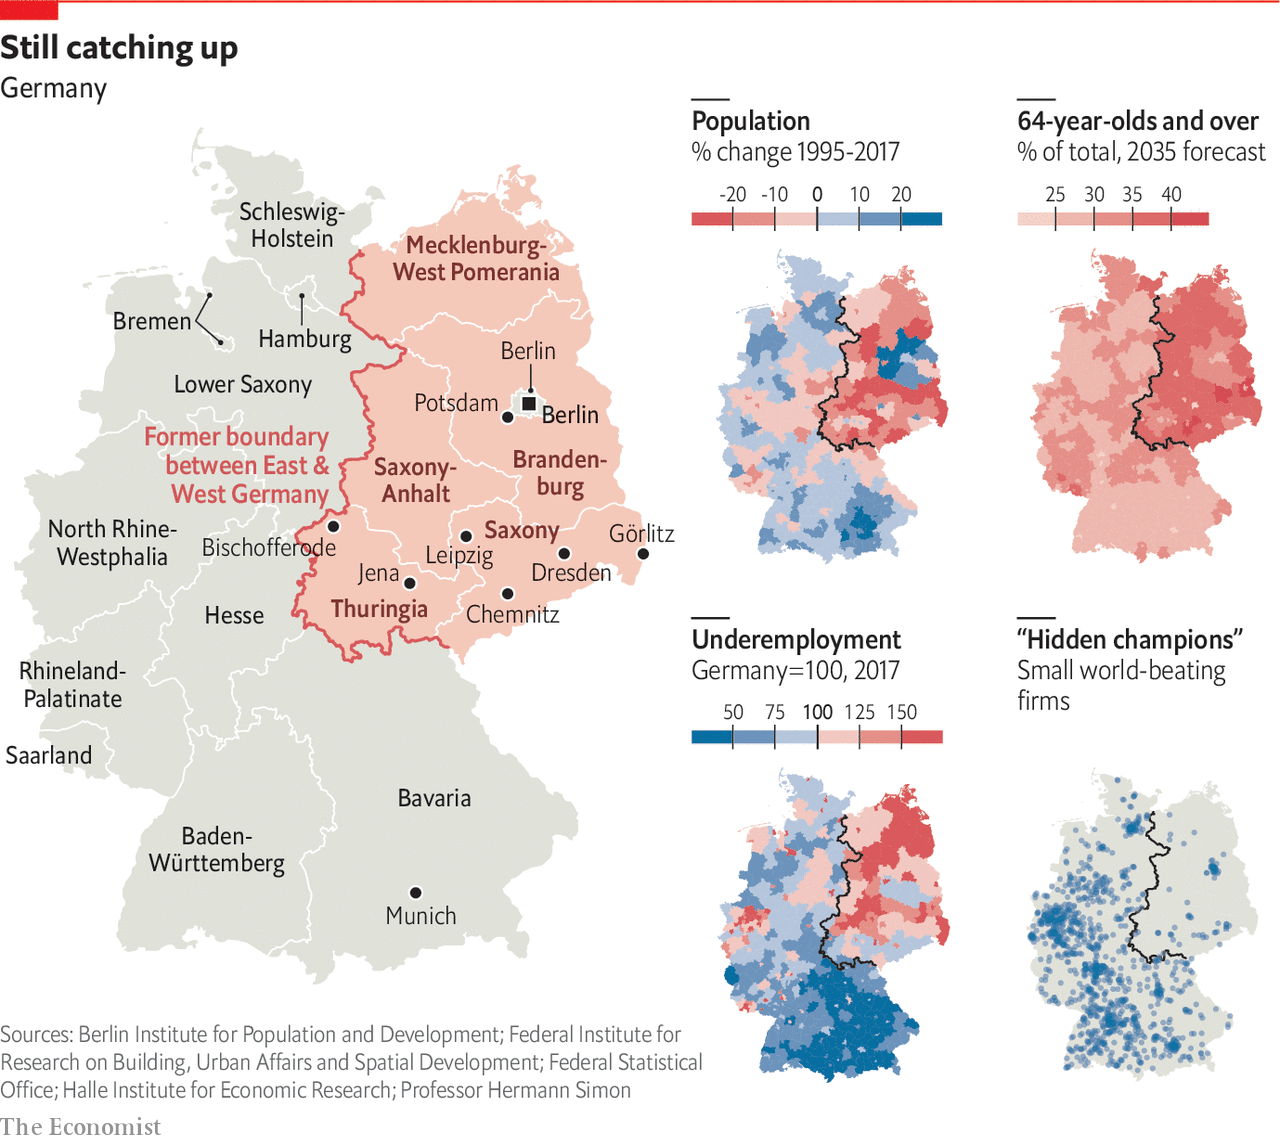 Still catching up
Germany
Schleswig-
Holstein
Mecklenburg-
West Pomerania
Bremen
Hamburg
Berlin
Lower Saxony
Potsdam
Berlin
Former boundary
between East &
West Germany
Saxony-
Anhalt
Branden-
burg
North Rhine-
Westphalia
Bischofferode
Saxony
Leipzig
Görlitz
Jena
Dresden
Thuringia
Chemnitz
Hesse
Rhineland-
Palatinate
Saarland
Bavaria
Baden-
Württemberg
Munich
Population
% change 1995-2017
-20 -10 0 10 20
64-year-olds and over
% of total, 2035 forecast
25 30 35 40
Underemployment
Germany=100, 2017
50 75 100 125 150
“Hidden champions”
Small world-beating
firms
Sources: Berlin Institute for Population and Development; Federal Institute for
Research on Building, Urban Affairs and Spatial Development; Federal Statistical
Office; Halle Institute for Economic Research; Professor Hermann Simon
The Economist